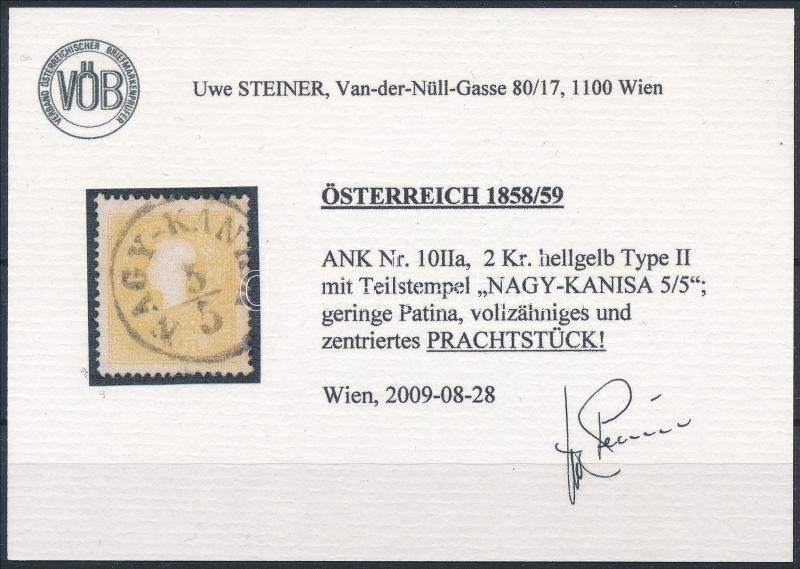 VERBAND ÖSTERREICHISCHER BRIEFMARKENPRÜFER
VÖB
Uwe STEINER, Van-der-Nüll-Gasse 80/17, 1100 Wien
ÖSTERREICH 1858/59
ANK Nr. 10IIa, 2 Kr. hellgelb Type II
mit Teilstempel „NAGY-KANISA 5/5“;
geringe Patina, vollzähniges und
zentriertes PRACHTSTÜCK!
Wien, 2009-08-28
NAGY-KANI
5/5